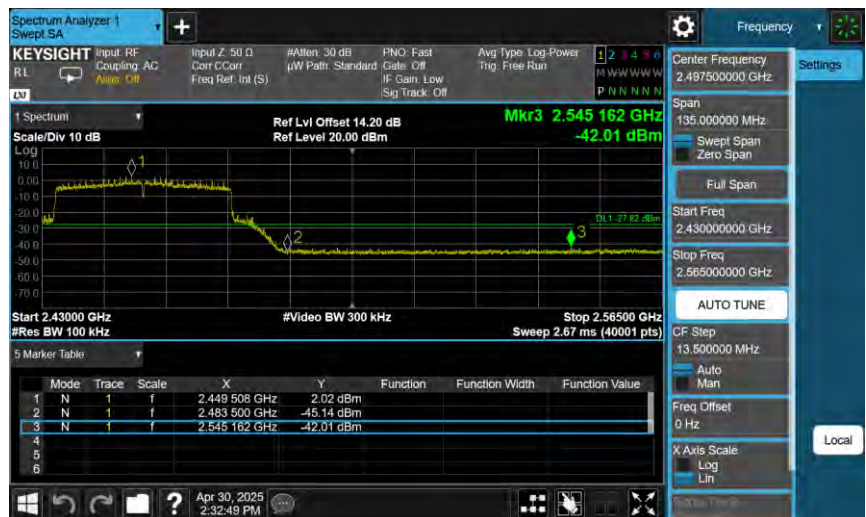 Spectrum Analyzer 1
Swept SA
+
Frequency
KEYSIGHT
RL
LXI
Input: RF
Coupling: AC
Align: Off
Input Z: 50 Ω
Corr CCorr
Freq Ref: Int (S)
#Atten: 30 dB
µW Path: Standard
PNO: Fast
Gate: Off
IF Gain: Low
Sig Track: Off
Avg Type: Log-Power
Trig: Free Run
1 2 3 4 5 6
M W W W W W
P N N N N N
1 Spectrum
Scale/Div 10 dB
Ref Lvl Offset 14.20 dB
Ref Level 20.00 dBm
Mkr3 2.545 162 GHz
-42.01 dBm
Log
10.0
0.00
-10.0
-20.0
-30.0
-40.0
-50.0
-60.0
-70.0
1
2
3
DL1 -27.82 dBm
Start 2.43000 GHz
#Res BW 100 kHz
#Video BW 300 kHz
Stop 2.56500 GHz
Sweep 2.67 ms (40001 pts)
5 Marker Table
Mode Trace Scale X Y Function Function Width Function Value
1 N 1 f 2.449 508 GHz 2.02 dBm
2 N 1 f 2.483 500 GHz -45.14 dBm
3 N 1 f 2.545 162 GHz -42.01 dBm
4
5
6
Apr 30, 2025
2:32:49 PM
?
Center Frequency
2.497500000 GHz
Span
135.000000 MHz
Swept Span
Zero Span
Full Span
Start Freq
2.430000000 GHz
Stop Freq
2.565000000 GHz
AUTO TUNE
CF Step
13.500000 MHz
Auto
Man
Freq Offset
0 Hz
X Axis Scale
Log
Lin
Settings
Local